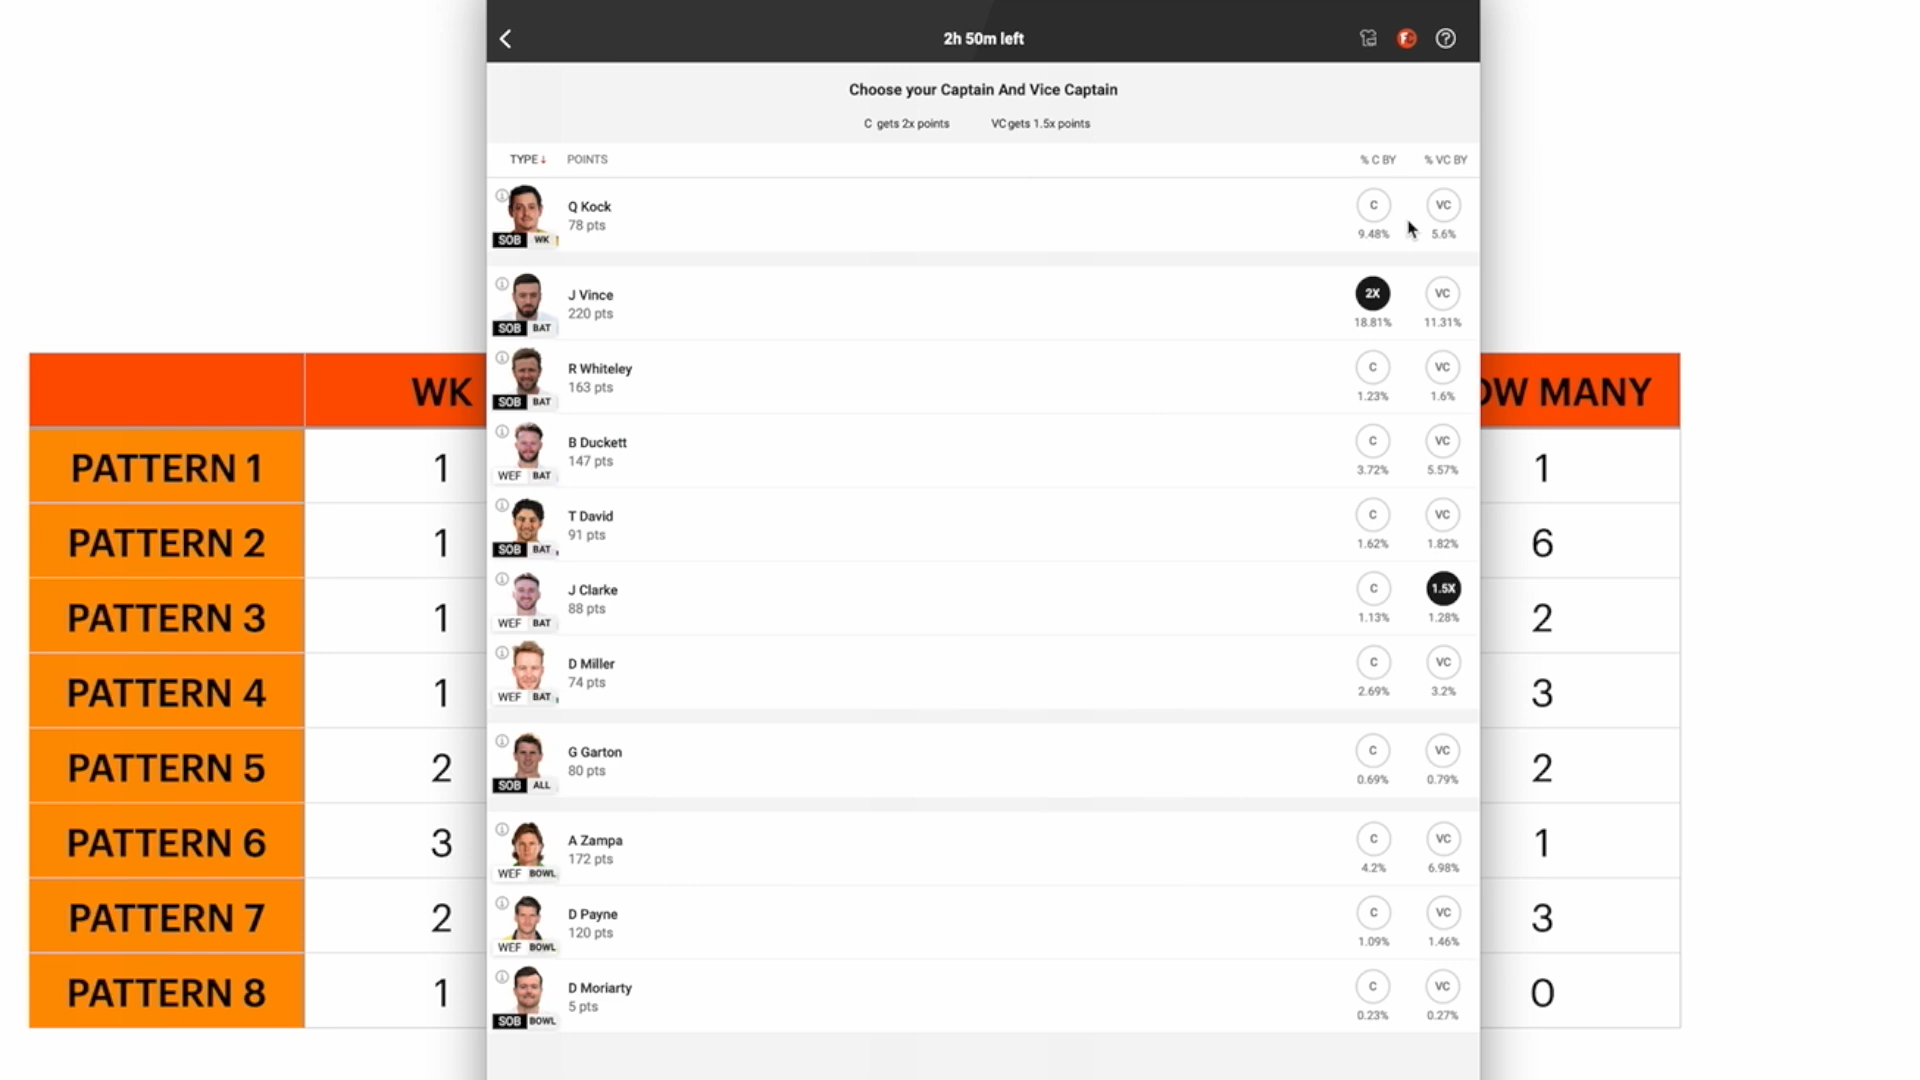 2h 50m left
Choose your Captain And Vice Captain
C gets 2x points VC gets 1.5x points
TYPE↓ POINTS % C BY % VC BY
Q Kock
78 pts
SOB WK
C VC
9.48% 5.6%
J Vince
220 pts
SOB BAT
2X VC
18.81% 11.31%
R Whiteley
163 pts
SOB BAT
C VC
1.23% 1.6%
B Duckett
147 pts
WEF BAT
C VC
3.72% 5.57%
T David
91 pts
SOB BAT
C VC
1.62% 1.82%
J Clarke
88 pts
WEF BAT
C 1.5X
1.13% 1.28%
D Miller
74 pts
WEF BAT
C VC
2.69% 3.2%
G Garton
80 pts
SOB ALL
C VC
0.69% 0.79%
A Zampa
172 pts
WEF BOWL
C VC
4.2% 6.98%
D Payne
120 pts
WEF BOWL
C VC
1.09% 1.46%
D Moriarty
5 pts
SOB BOWL
C VC
0.23% 0.27%
WK OW MANY
PATTERN 1 1 1
PATTERN 2 1 6
PATTERN 3 1 2
PATTERN 4 1 3
PATTERN 5 2 2
PATTERN 6 3 1
PATTERN 7 2 3
PATTERN 8 1 0